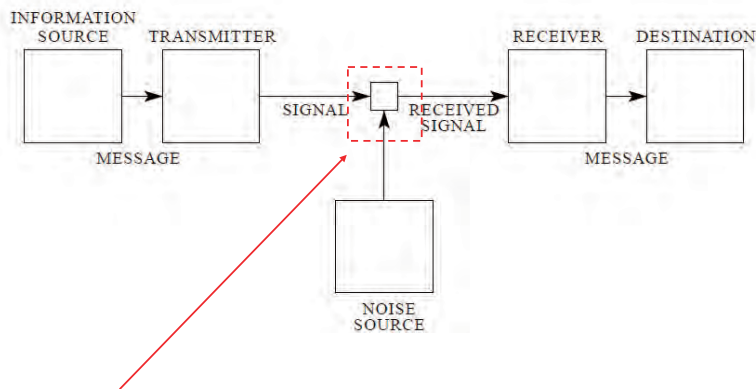 INFORMATION
SOURCE
TRANSMITTER
RECEIVER
DESTINATION
SIGNAL
RECEIVED
SIGNAL
MESSAGE
MESSAGE
NOISE
SOURCE